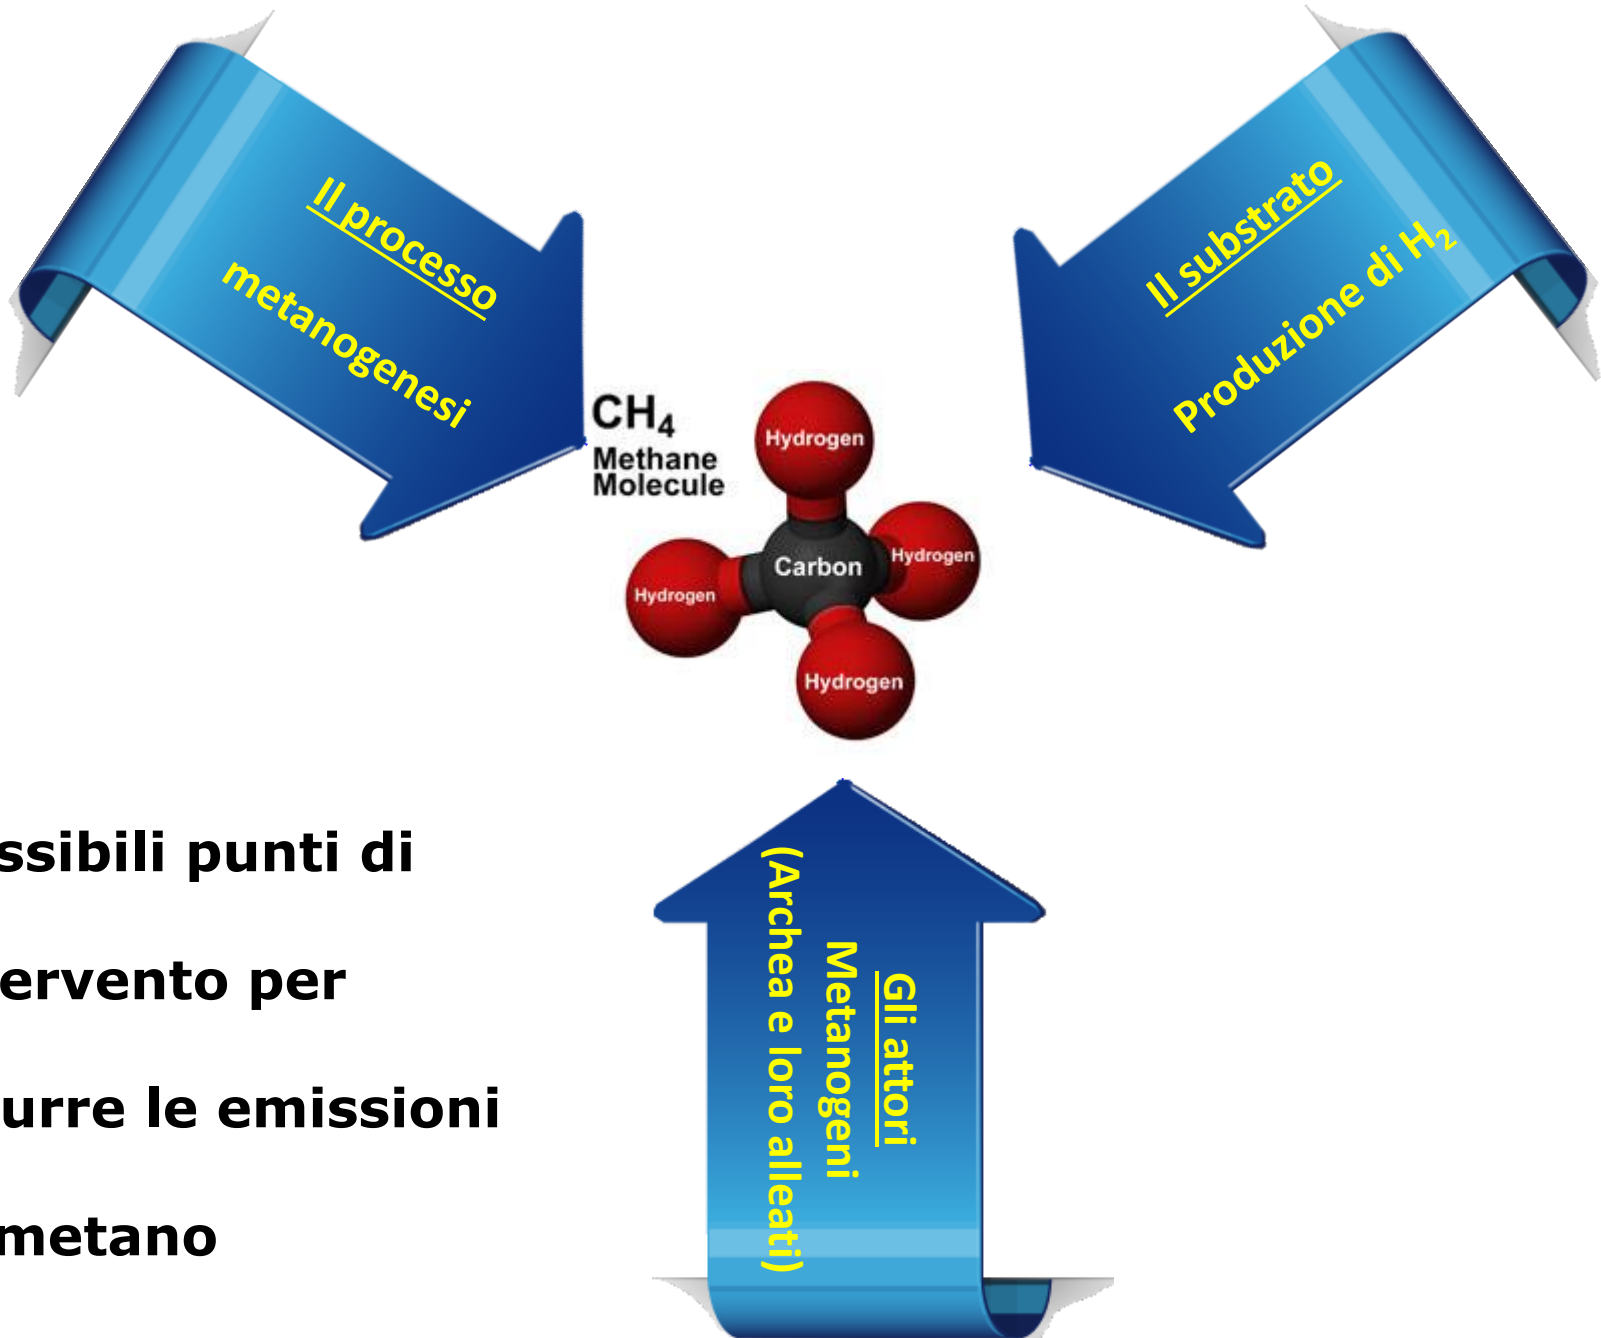 Il processo
metanogenesi
Il substrato
Produzione di H₂
CH₄
Methane
Molecule
Hydrogen
Hydrogen
Carbon
Hydrogen
Hydrogen
Gli attori
Metanogeni
(Archea e loro alleati)
ssibili punti di
ervento per
urre le emissioni
metano